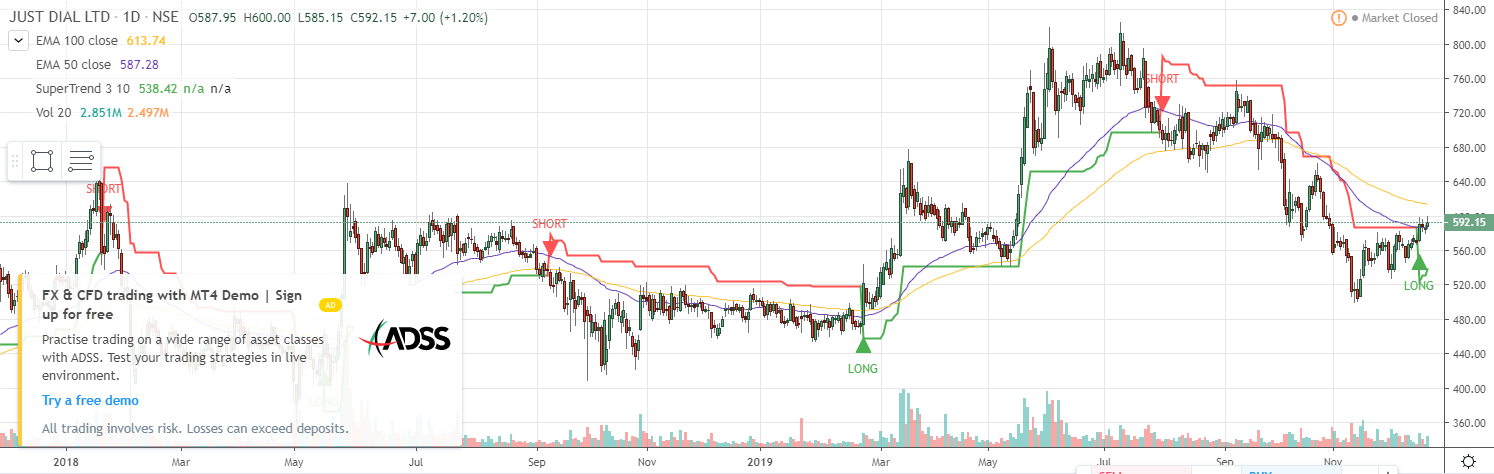 JUST DIAL LTD · 1D · NSE O587.95 H600.00 L585.15 C592.15 +7.00 (+1.20%)
Market Closed
EMA 100 close 613.74
EMA 50 close 587.28
SuperTrend 3 10 538.42 n/a n/a
Vol 20 2.851M 2.497M
840.00
800.00
760.00
720.00
680.00
640.00
592.15
560.00
520.00
480.00
440.00
400.00
360.00
SHORT
SHORT
SHORT
LONG
LONG
LONG
FX & CFD trading with MT4 Demo | Sign
up for free
AD
ADSS
Practise trading on a wide range of asset classes
with ADSS. Test your trading strategies in live
environment.
Try a free demo
All trading involves risk. Losses can exceed deposits.
2018 Mar May Jul Sep Nov 2019 Mar May Jul Sep Nov